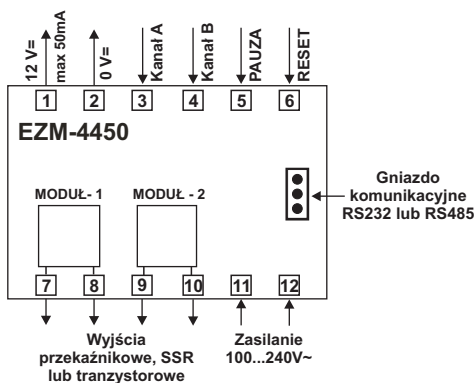 12 V=
max 50mA
0 V=
Kanał A
Kanał B
PAUZA
RESET
1 2 3 4 5 6
EZM-4450
MODUŁ- 1 MODUŁ - 2
Gniazdo
komunikacyjne
RS232 lub RS485
7 8 9 10 11 12
Wyjścia
przekaźnikowe, SSR
lub tranzystorowe
Zasilanie
100...240V~